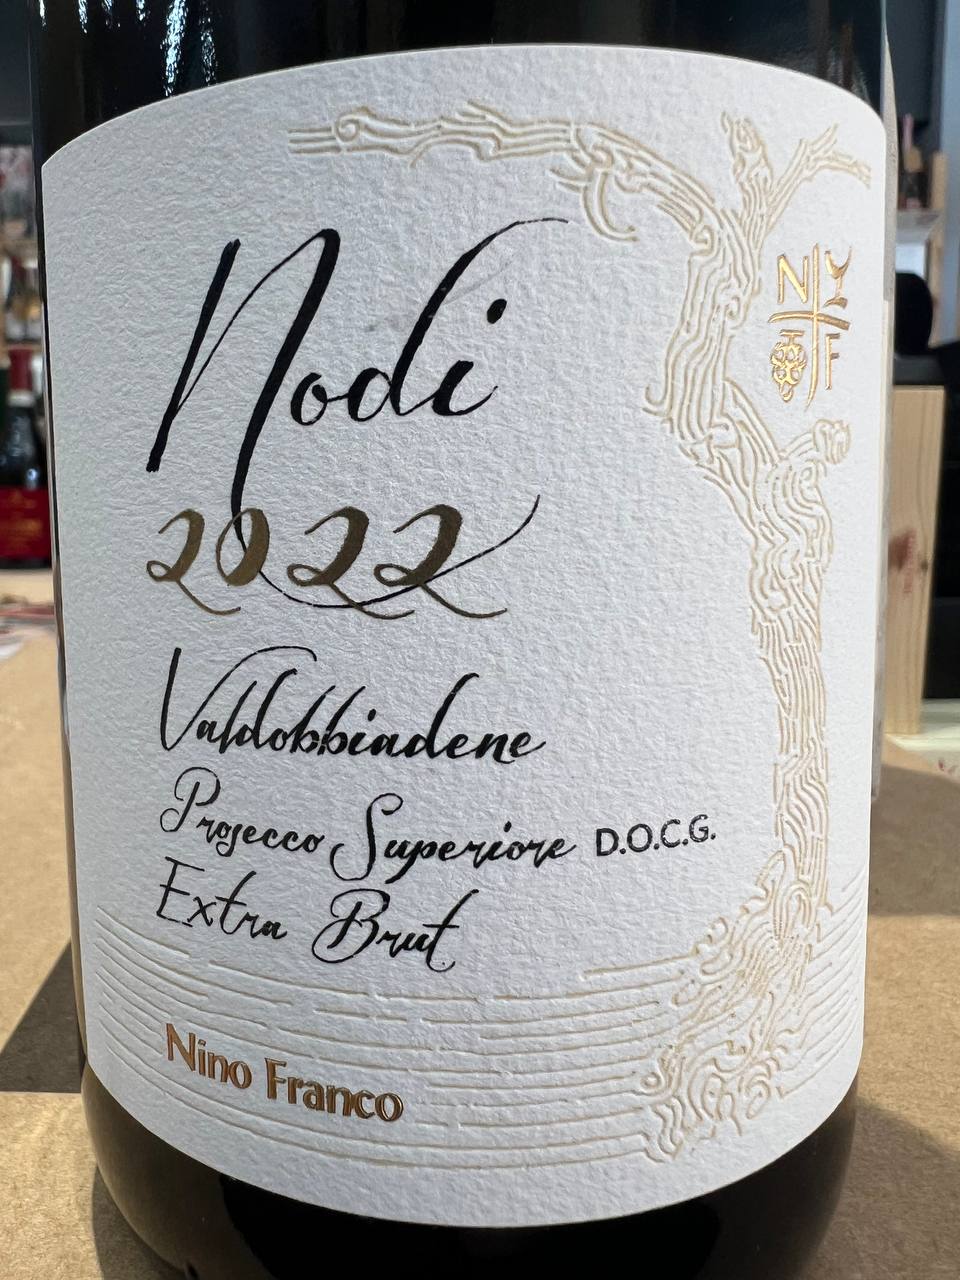 Nodi
2022
Valdobbiadene
Prosecco Superiore D.O.C.G.
Extra Brut
Nino Franco
N
F